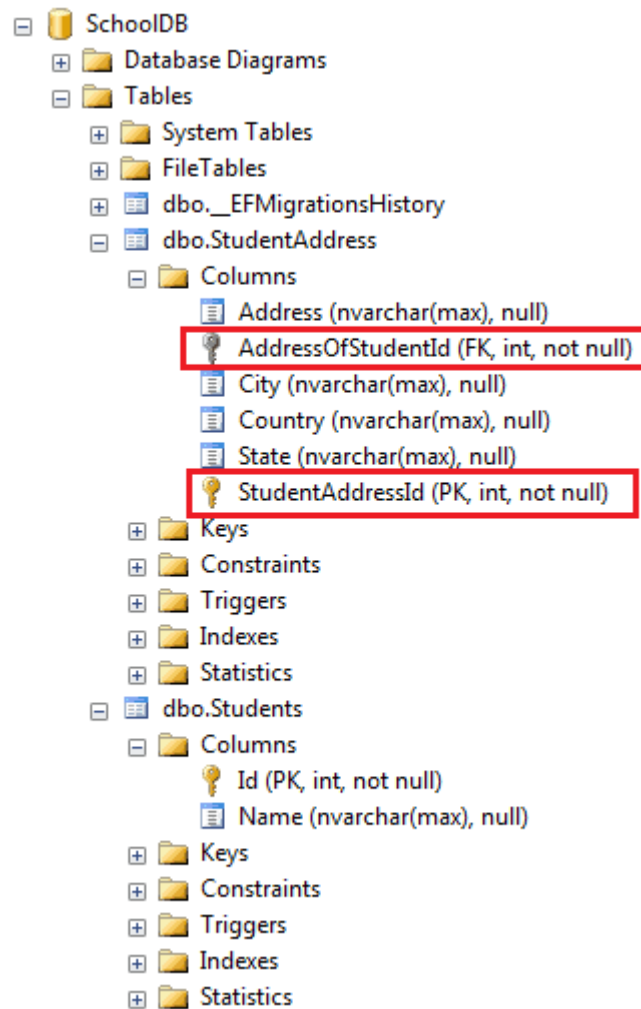 SchoolDB
Database Diagrams
Tables
System Tables
FileTables
dbo.__EFMigrationsHistory
dbo.StudentAddress
Columns
Address (nvarchar(max), null)
AddressOfStudentId (FK, int, not null)
City (nvarchar(max), null)
Country (nvarchar(max), null)
State (nvarchar(max), null)
StudentAddressId (PK, int, not null)
Keys
Constraints
Triggers
Indexes
Statistics
dbo.Students
Columns
Id (PK, int, not null)
Name (nvarchar(max), null)
Keys
Constraints
Triggers
Indexes
Statistics